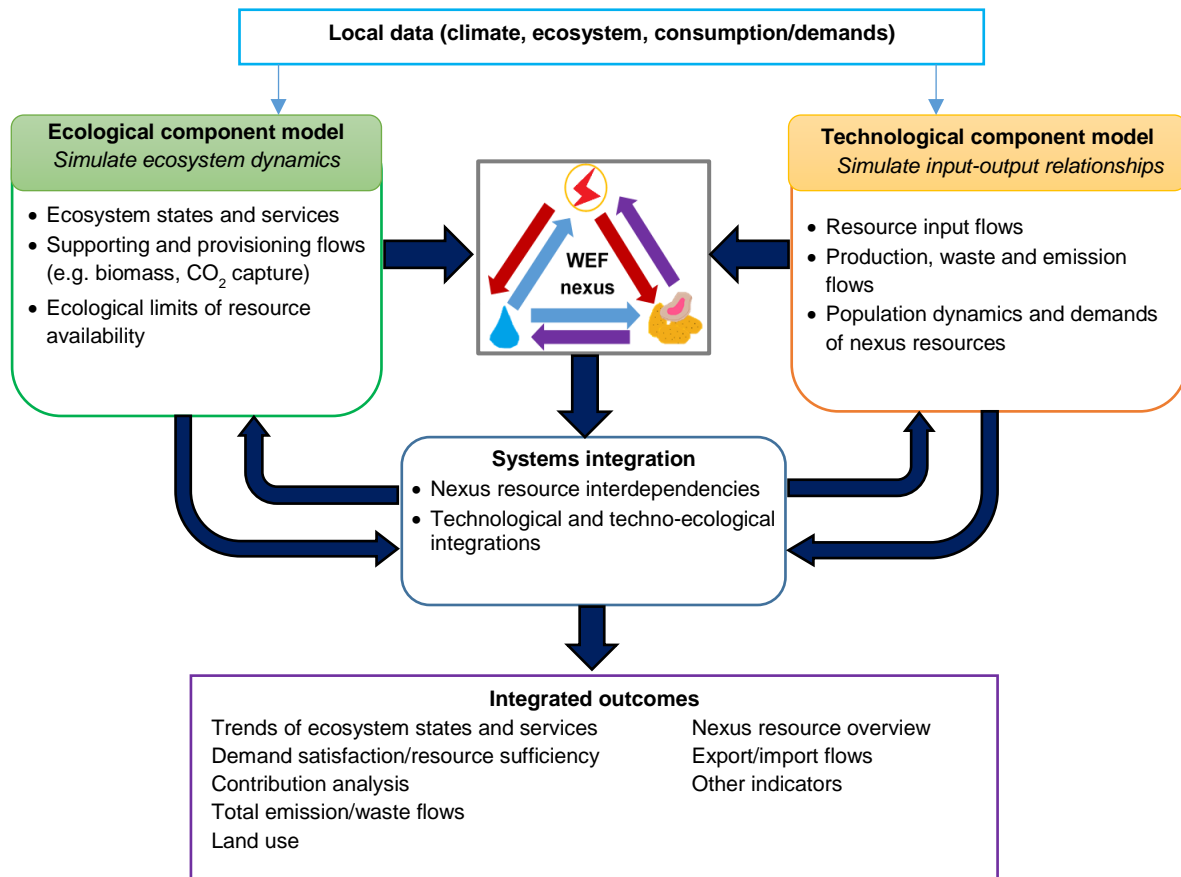 Local data (climate, ecosystem, consumption/demands)
Ecological component model
Simulate ecosystem dynamics
• Ecosystem states and services
• Supporting and provisioning flows
(e.g. biomass, CO₂ capture)
• Ecological limits of resource
availability
WEF
nexus
Technological component model
Simulate input-output relationships
• Resource input flows
• Production, waste and emission
flows
• Population dynamics and demands
of nexus resources
Systems integration
• Nexus resource interdependencies
• Technological and techno-ecological
integrations
Integrated outcomes
Trends of ecosystem states and services
Demand satisfaction/resource sufficiency
Contribution analysis
Total emission/waste flows
Land use
Nexus resource overview
Export/import flows
Other indicators